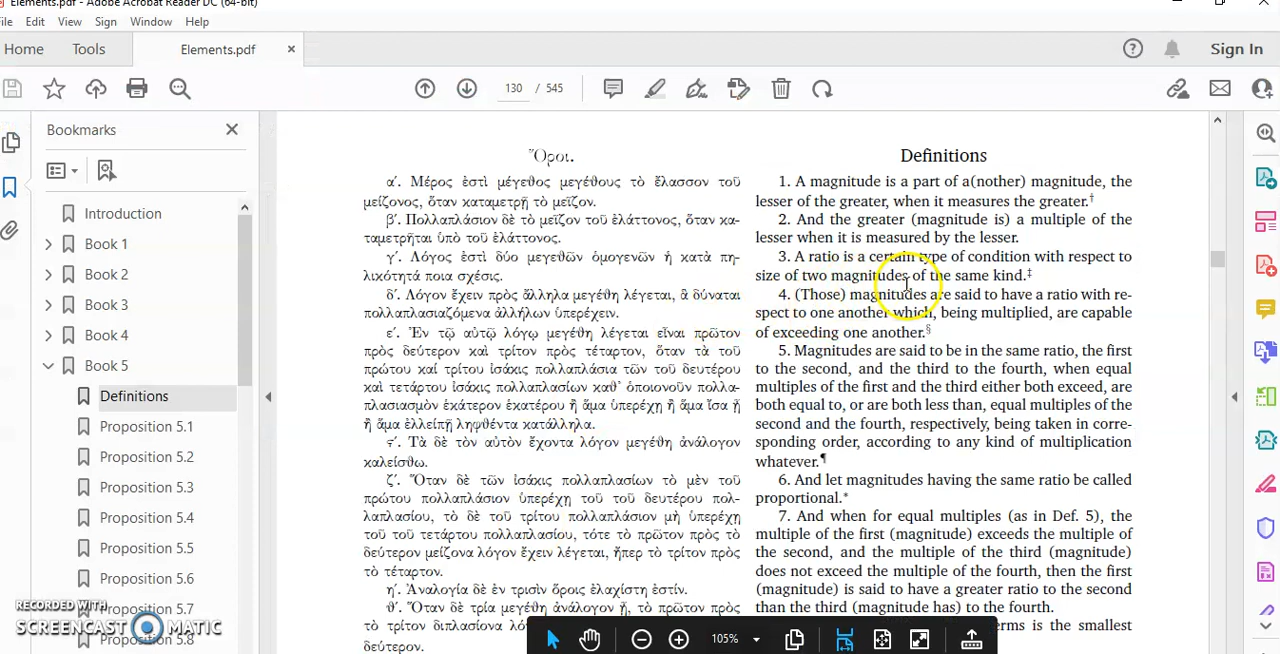 Elements.pdf - Adobe Acrobat Reader DC (64-bit)
File Edit View Sign Window Help
Home Tools Elements.pdf × Sign In
130 / 545
Bookmarks
Introduction
Book 1
Book 2
Book 3
Book 4
Book 5
Definitions
Proposition 5.1
Proposition 5.2
Proposition 5.3
Proposition 5.4
Proposition 5.5
Proposition 5.6
Proposition 5.7
Proposition 5.8
RECORDED WITH
SCREENCAST MATIC
Ὅροι.
αʹ. Μέρος ἐστὶ μέγεθος μεγέθους τὸ ἔλασσον τοῦ
μείζονος, ὅταν καταμετρῇ τὸ μεῖζον.
βʹ. Πολλαπλάσιον δὲ τὸ μεῖζον τοῦ ἐλάττονος, ὅταν κα-
ταμετρῆται ὑπὸ τοῦ ἐλάττονος.
γʹ. Λόγος ἐστὶ δύο μεγεθῶν ὁμογενῶν ἡ κατὰ πη-
λικότητά ποια σχέσις.
δʹ. Λόγον ἔχειν πρὸς ἄλληλα μεγέθη λέγεται, ἃ δύναται
πολλαπλασιαζόμενα ἀλλήλων ὑπερέχειν.
εʹ. Ἐν τῷ αὐτῷ λόγῳ μεγέθη λέγεται εἶναι πρῶτον
πρὸς δεύτερον καὶ τρίτον πρὸς τέταρτον, ὅταν τὰ τοῦ
πρώτου καί τρίτου ἰσάκις πολλαπλάσια τῶν τοῦ δευτέρου
καὶ τετάρτου ἰσάκις πολλαπλασίων καθ᾿ ὁποιονοῦν πολλα-
πλασιασμὸν ἑκάτερον ἑκατέρου ἢ ἅμα ὑπερέχῃ ἢ ἅμα ἴσα ᾖ
ἢ ἅμα ἐλλείπῇ ληφθέντα κατάλληλα.
ϛʹ. Τὰ δὲ τὸν αὐτὸν ἔχοντα λόγον μεγέθη ἀνάλογον
καλείσθω.
ζʹ. Ὅταν δὲ τῶν ἰσάκις πολλαπλασίων τὸ μὲν τοῦ
πρώτου πολλαπλάσιον ὑπερέχῃ τοῦ τοῦ δευτέρου πολ-
λαπλασίου, τὸ δὲ τοῦ τρίτου πολλαπλάσιον μὴ ὑπερέχῃ
τοῦ τοῦ τετάρτου πολλαπλασίου, τότε τὸ πρῶτον πρὸς τὸ
δεύτερον μείζονα λόγον ἔχειν λέγεται, ἤπερ τὸ τρίτον πρὸς
τὸ τέταρτον.
ηʹ. Ἀναλογία δὲ ἐν τρισὶν ὅροις ἐλαχίστη ἐστίν.
θʹ. Ὅταν δὲ τρία μεγέθη ἀνάλογον ᾖ, τὸ πρῶτον πρὸς
τὸ τρίτον διπλασίονα
δεύτερον.
Definitions
1. A magnitude is a part of a(nother) magnitude, the
lesser of the greater, when it measures the greater.†
2. And the greater (magnitude is) a multiple of the
lesser when it is measured by the lesser.
3. A ratio is a certain type of condition with respect to
size of two magnitudes of the same kind.‡
4. (Those) magnitudes are said to have a ratio with re-
spect to one another which, being multiplied, are capable
of exceeding one another.§
5. Magnitudes are said to be in the same ratio, the first
to the second, and the third to the fourth, when equal
multiples of the first and the third either both exceed, are
both equal to, or are both less than, equal multiples of the
second and the fourth, respectively, being taken in corre-
sponding order, according to any kind of multiplication
whatever.¶
6. And let magnitudes having the same ratio be called
proportional.*
7. And when for equal multiples (as in Def. 5), the
multiple of the first (magnitude) exceeds the multiple of
the second, and the multiple of the third (magnitude)
does not exceed the multiple of the fourth, then the first
(magnitude) is said to have a greater ratio to the second
than the third (magnitude has) to the fourth.
terms is the smallest
105%